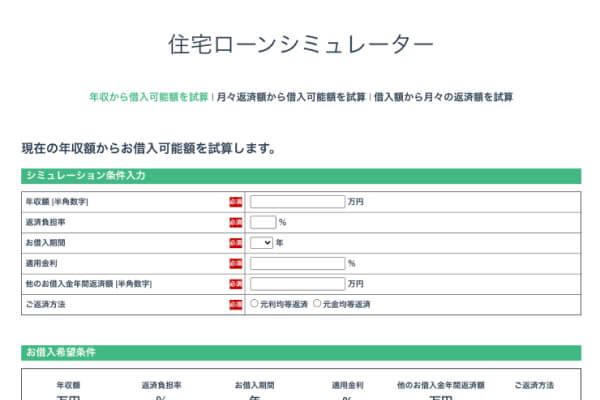 住宅ローンシミュレーター
年収から借入可能額を試算 | 月々返済額から借入可能額を試算 | 借入額から月々の返済額を試算
現在の年収額からお借入可能額を試算します。
シミュレーション条件入力
年収額 [半角数字] 必須 万円
返済負担率 必須 %
お借入期間 必須 年
適用金利 必須 %
他のお借入金年間返済額 [半角数字] 必須 万円
ご返済方法 必須 元利均等返済 元金均等返済
お借入希望条件
年収額 返済負担率 お借入期間 適用金利 他のお借入金年間返済額 ご返済方法
万円 % 年 % 万円